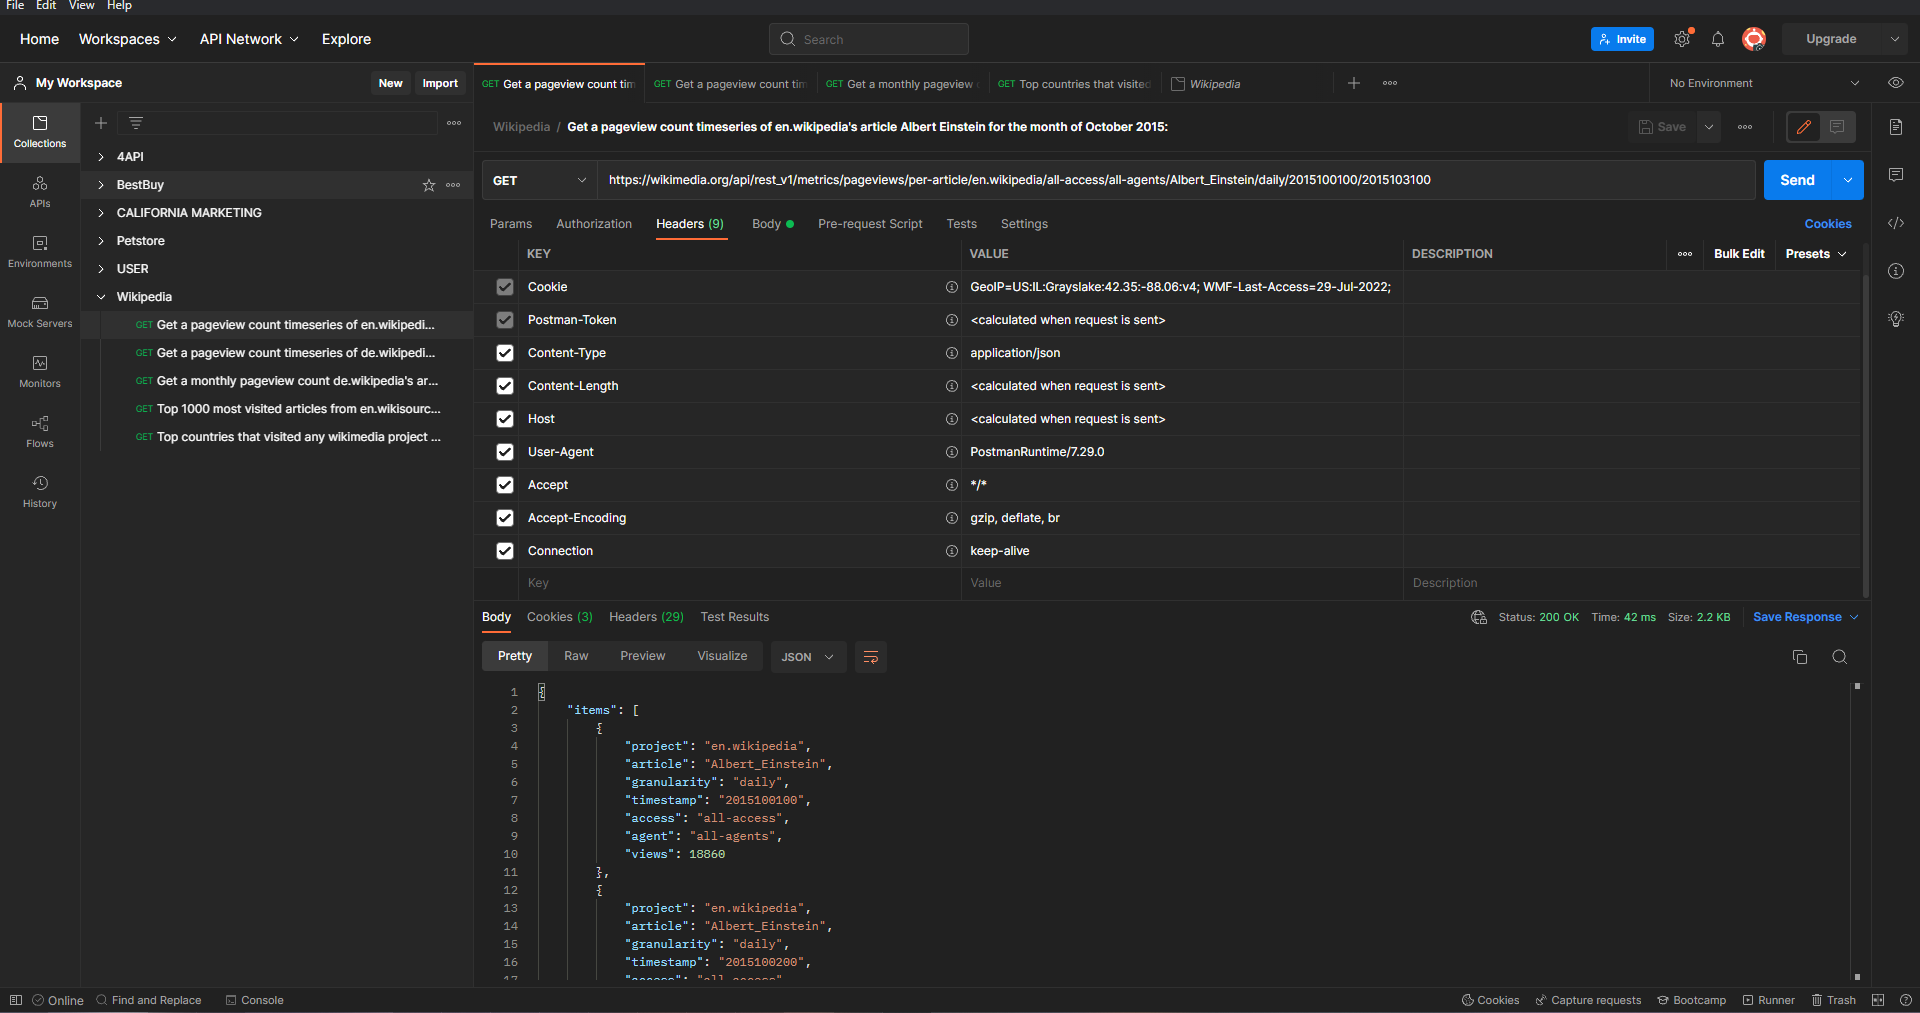 File Edit View Help
Home Workspaces API Network Explore Search Invite Upgrade
My Workspace New Import
GET Get a pageview count tim GET Get a pageview count tim GET Get a monthly pageview GET Top countries that visited Wikipedia No Environment
Collections
APIs
Environments
Mock Servers
Monitors
Flows
History
4API
BestBuy
CALIFORNIA MARKETING
Petstore
USER
Wikipedia
GET Get a pageview count timeseries of en.wikipedi...
GET Get a pageview count timeseries of de.wikipedi...
GET Get a monthly pageview count de.wikipedia's ar...
GET Top 1000 most visited articles from en.wikisourc...
GET Top countries that visited any wikimedia project ...
Wikipedia / Get a pageview count timeseries of en.wikipedia's article Albert Einstein for the month of October 2015: Save
GET https://wikimedia.org/api/rest_v1/metrics/pageviews/per-article/en.wikipedia/all-access/all-agents/Albert_Einstein/daily/2015100100/2015103100 Send
Params Authorization Headers (9) Body Pre-request Script Tests Settings Cookies
KEY VALUE DESCRIPTION Bulk Edit Presets
Cookie GeoIP=US:IL:Grayslake:42.35:-88.06:v4; WMF-Last-Access=29-Jul-2022;
Postman-Token <calculated when request is sent>
Content-Type application/json
Content-Length <calculated when request is sent>
Host <calculated when request is sent>
User-Agent PostmanRuntime/7.29.0
Accept */*
Accept-Encoding gzip, deflate, br
Connection keep-alive
Key Value Description
Body Cookies (3) Headers (29) Test Results Status: 200 OK Time: 42 ms Size: 2.2 KB Save Response
Pretty Raw Preview Visualize JSON
1 {
2 "items": [
3 {
4 "project": "en.wikipedia",
5 "article": "Albert_Einstein",
6 "granularity": "daily",
7 "timestamp": "2015100100",
8 "access": "all-access",
9 "agent": "all-agents",
10 "views": 18860
11 },
12 {
13 "project": "en.wikipedia",
14 "article": "Albert_Einstein",
15 "granularity": "daily",
16 "timestamp": "2015100200",
17 "access": "all-access"
Online Find and Replace Console Cookies Capture requests Bootcamp Runner Trash